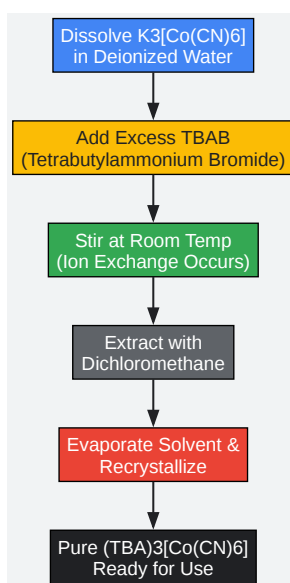 Dissolve K3[Co(CN)6]
in Deionized Water
Add Excess TBAB
(Tetrabutylammonium Bromide)
Stir at Room Temp
(Ion Exchange Occurs)
Extract with
Dichloromethane
Evaporate Solvent &
Recrystallize
Pure (TBA)3[Co(CN)6]
Ready for Use